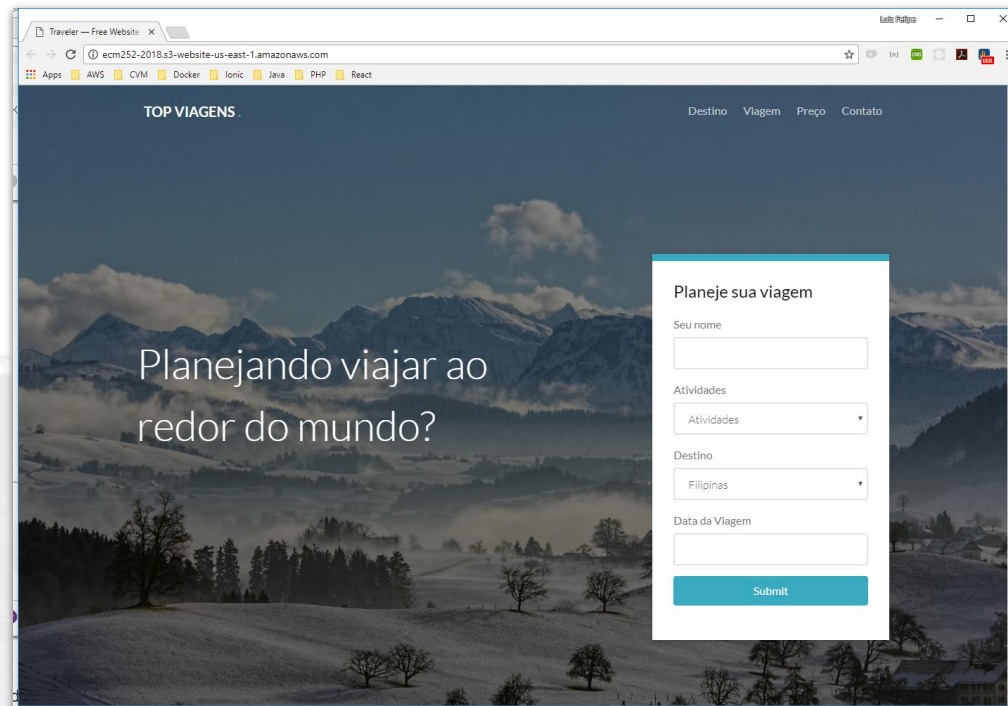 Luiz Felipe
Traveler — Free Website
ecm252-2018.s3-website-us-east-1.amazonaws.com
Apps AWS CVM Docker Ionic Java PHP React
TOP VIAGENS .
Destino Viagem Preço Contato
Planejando viajar ao
redor do mundo?
Planeje sua viagem
Seu nome
Atividades
Atividades
Destino
Filipinas
Data da Viagem
Submit